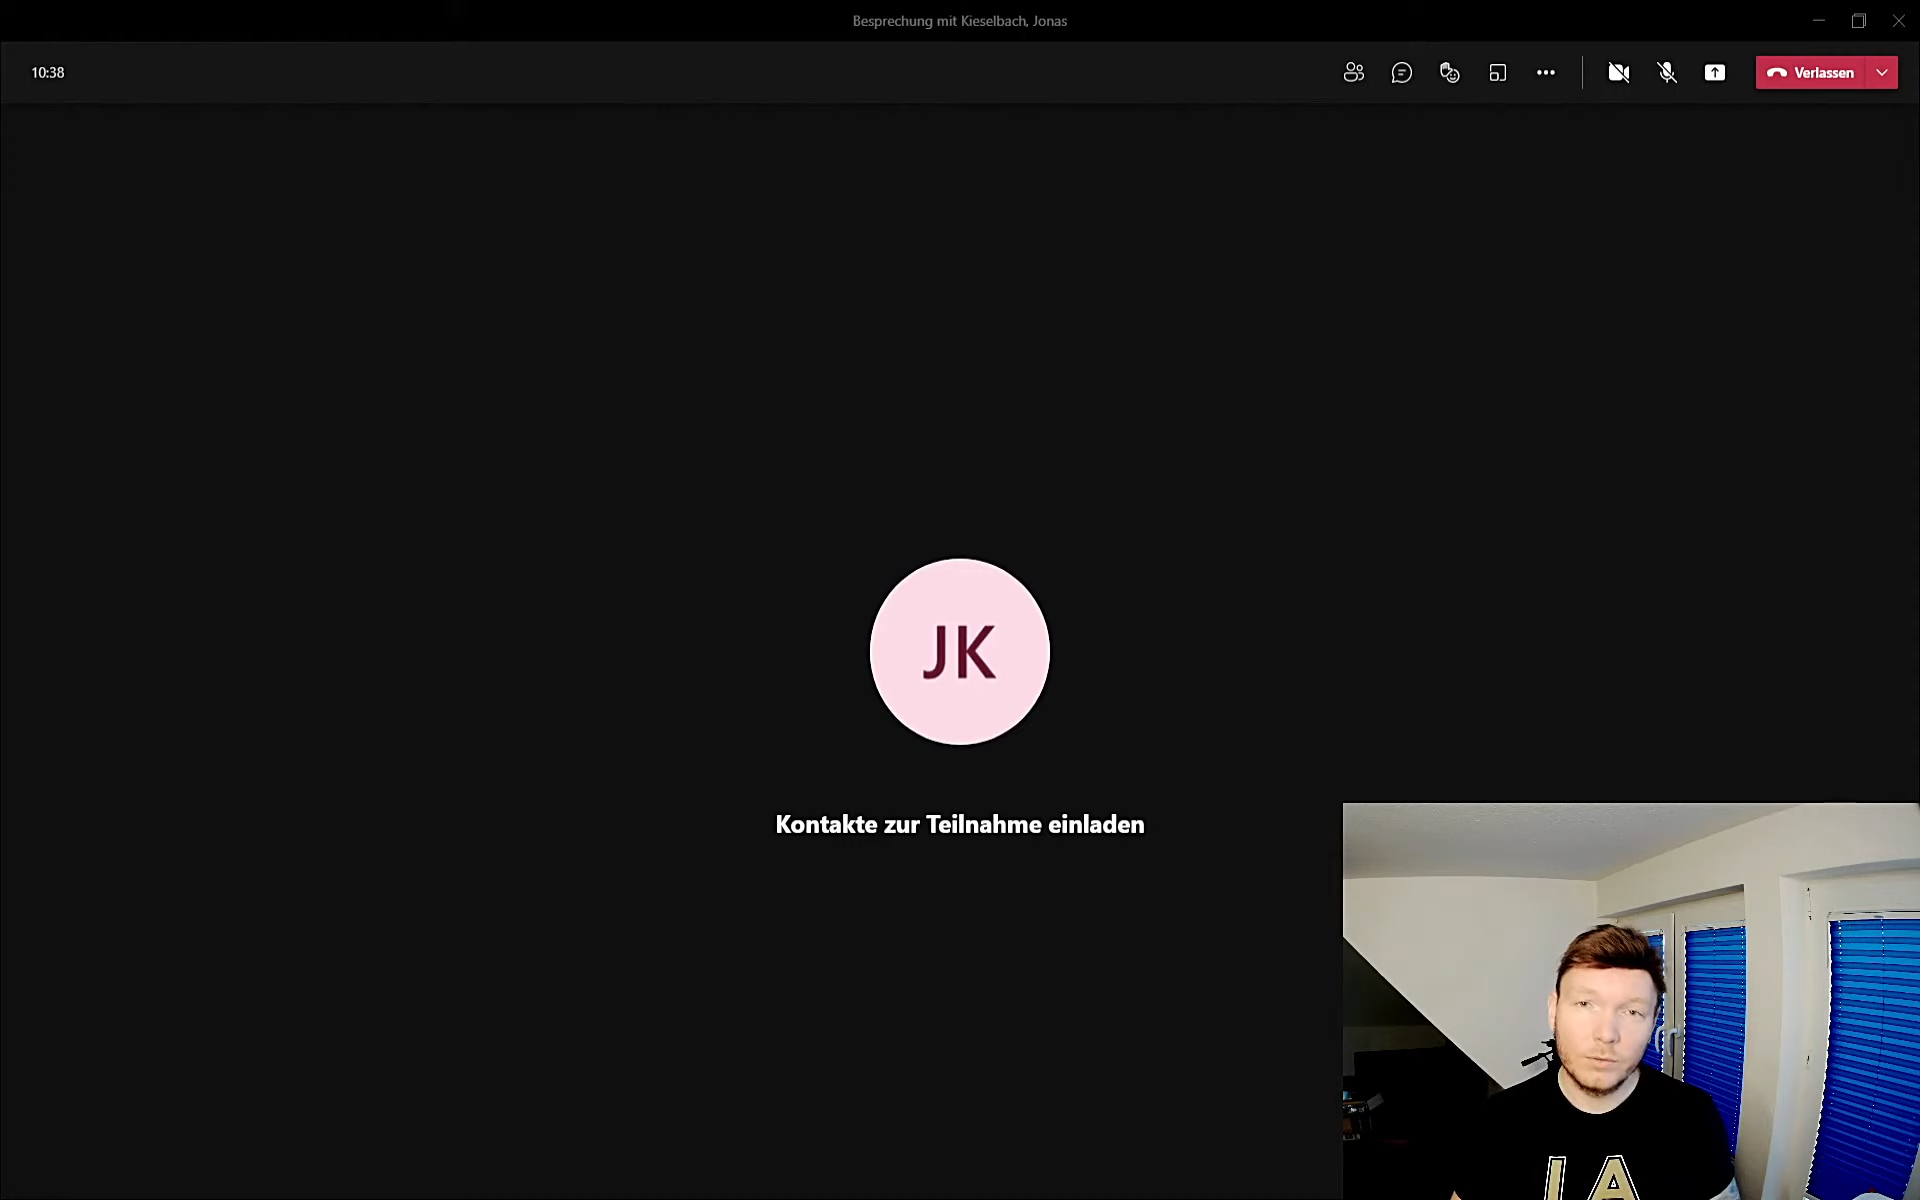 Besprechung mit Kieselbach, Jonas
10:38
Verlassen
JK
Kontakte zur Teilnahme einladen
LA